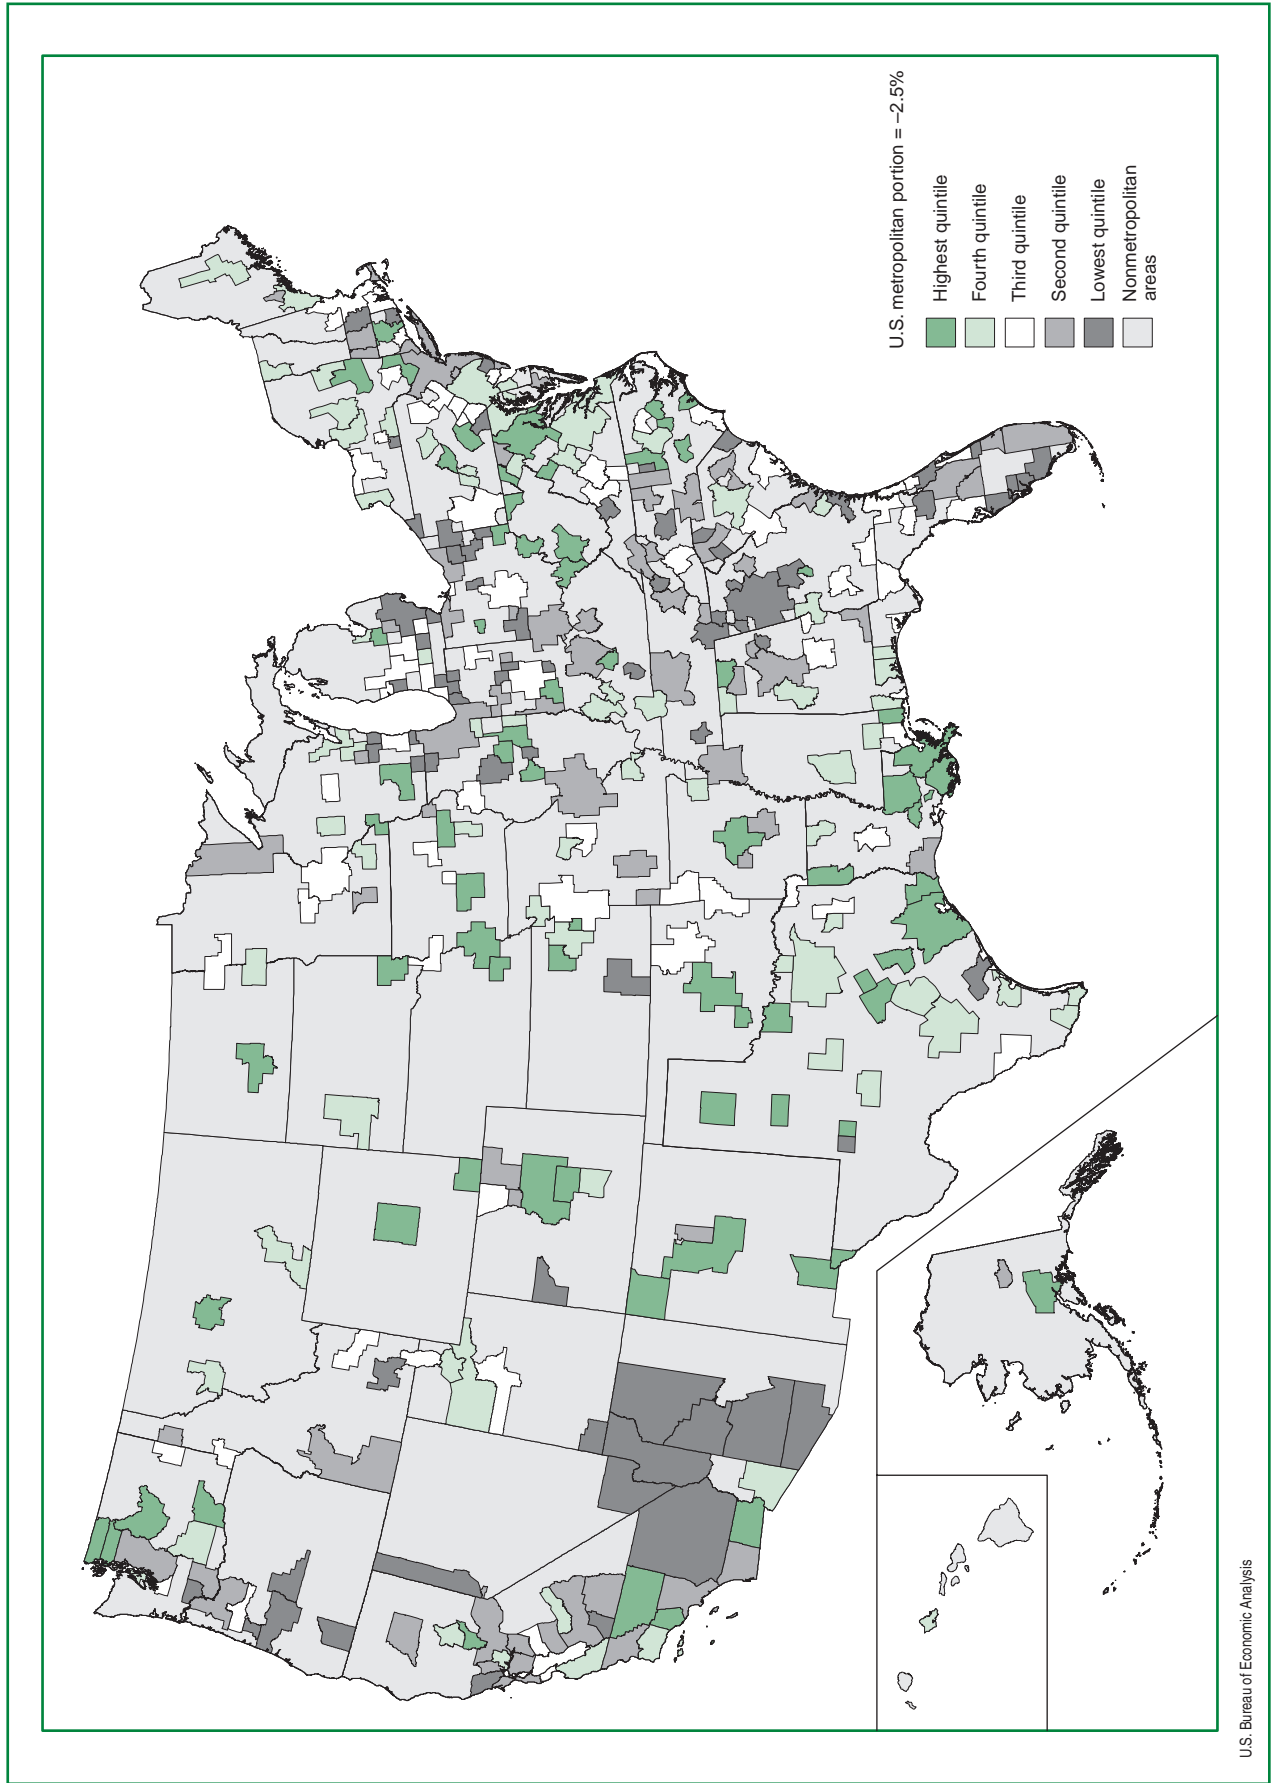 U.S. metropolitan portion = –2.5%
Highest quintile
Fourth quintile
Third quintile
Second quintile
Lowest quintile
Nonmetropolitan
areas
U.S. Bureau of Economic Analysis